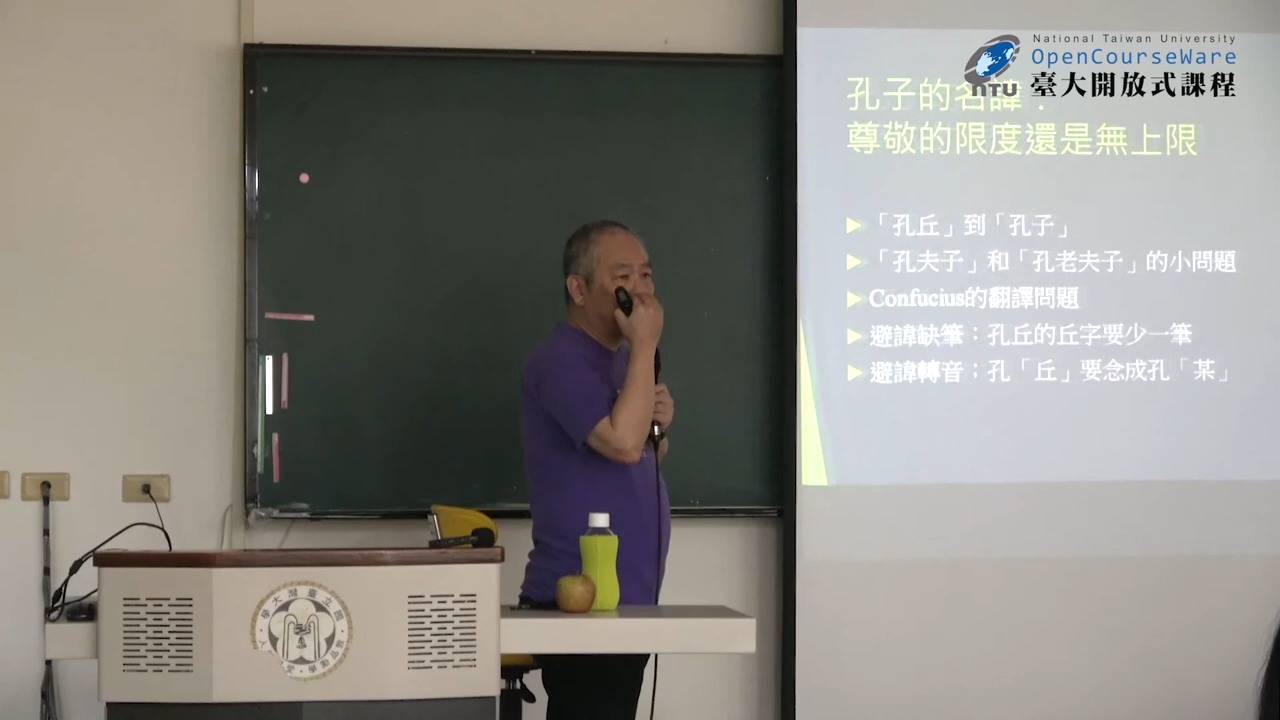 National Taiwan University
OpenCourseWare
NTU 臺大開放式課程
孔子的名諱：
尊敬的限度還是無上限
「孔丘」到「孔子」
「孔夫子」和「孔老夫子」的小問題
Confucius的翻譯問題
避諱缺筆：孔丘的丘字要少一筆
避諱轉音：孔「丘」要念成孔「某」